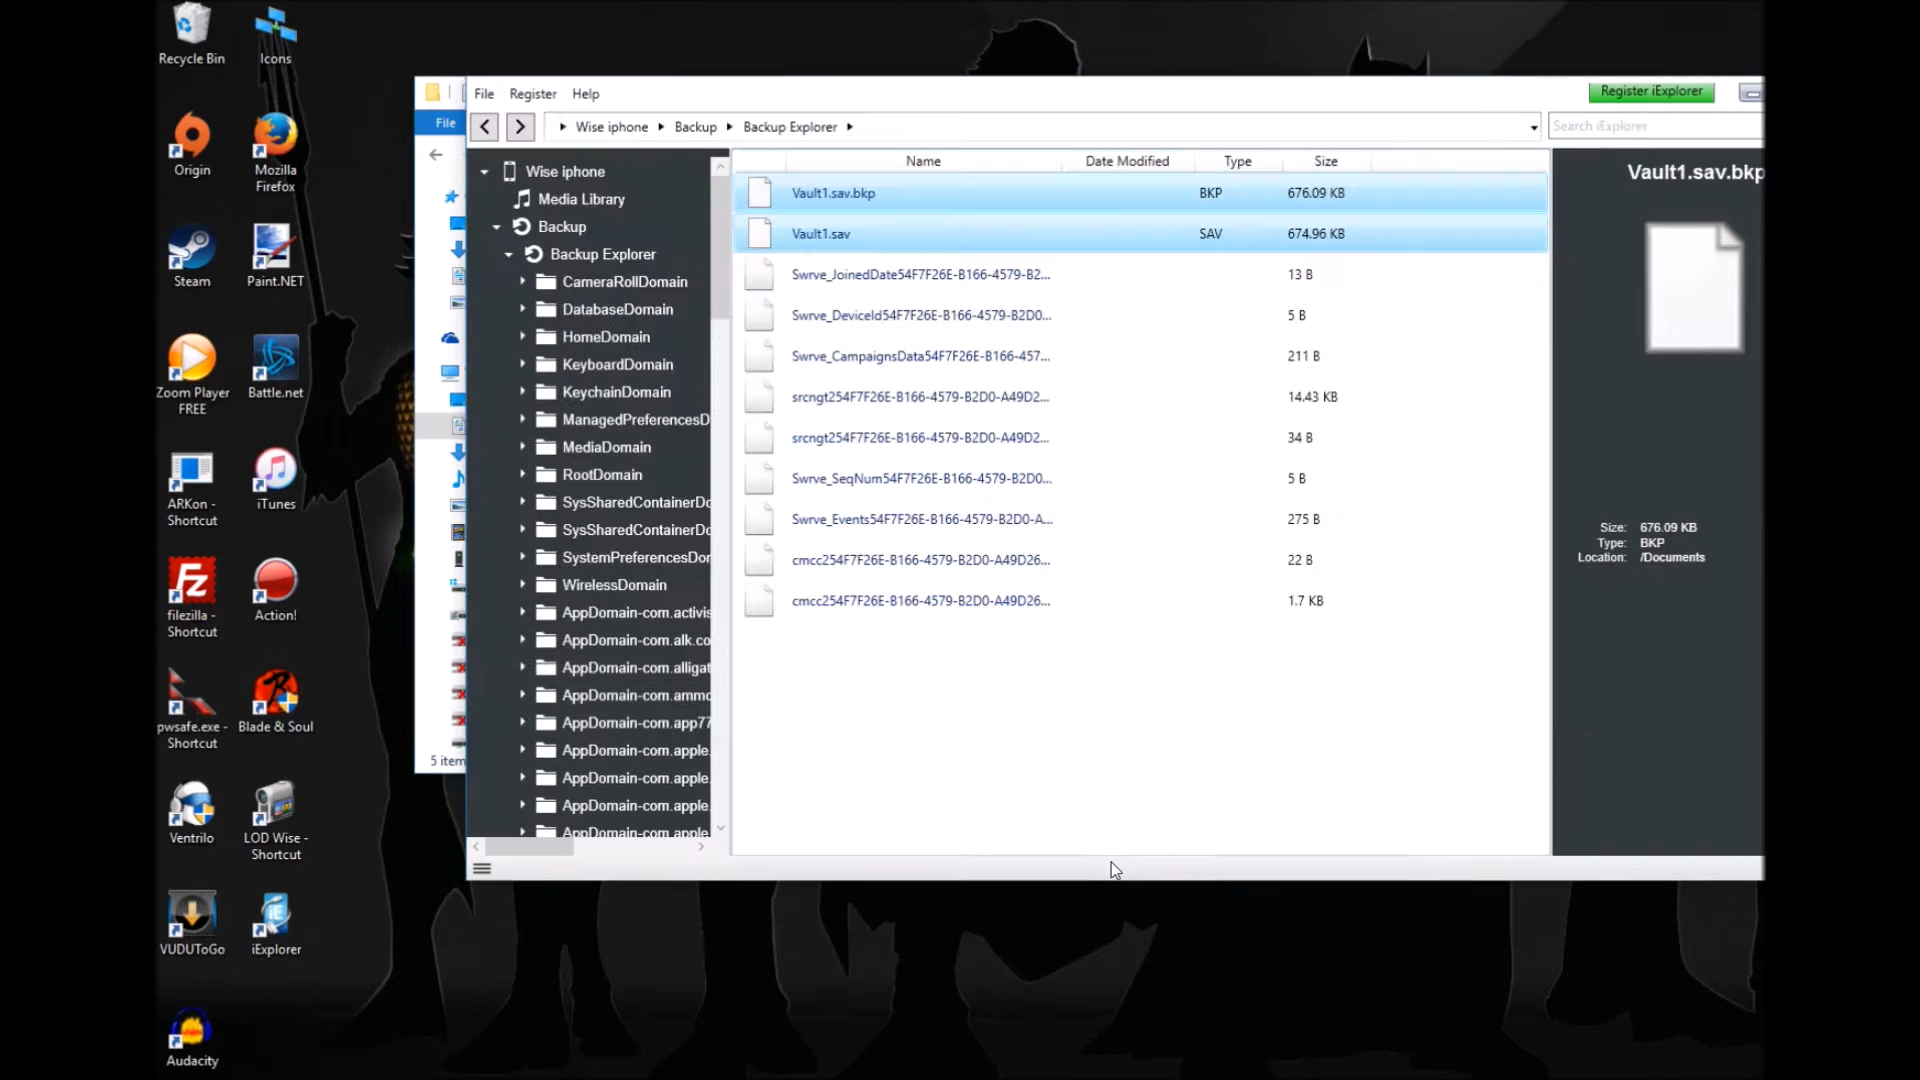 Recycle Bin
Icons
Origin
Mozilla
Firefox
Steam
Paint.NET
Zoom Player
FREE
Battle.net
ARKon -
Shortcut
iTunes
filezilla -
Shortcut
Action!
pwsafe.exe -
Shortcut
Blade & Soul
Ventrilo
LOD Wise -
Shortcut
VUDUToGo
iExplorer
Audacity
File
5 item
File Register Help
Register iExplorer
Wise iphone Backup Backup Explorer
Search iExplorer
Wise iphone
Media Library
Backup
Backup Explorer
CameraRollDomain
DatabaseDomain
HomeDomain
KeyboardDomain
KeychainDomain
ManagedPreferencesD
MediaDomain
RootDomain
SysSharedContainerDo
SysSharedContainerDo
SystemPreferencesDor
WirelessDomain
AppDomain-com.activis
AppDomain-com.alk.co
AppDomain-com.alligat
AppDomain-com.ammo
AppDomain-com.app77
AppDomain-com.apple.
AppDomain-com.apple.
AppDomain-com.apple.
AppDomain-com.apple.
Name Date Modified Type Size
Vault1.sav.bkp BKP 676.09 KB
Vault1.sav SAV 674.96 KB
Swrve_JoinedDate54F7F26E-B166-4579-B2... 13 B
Swrve_DeviceId54F7F26E-B166-4579-B2D0... 5 B
Swrve_CampaignsData54F7F26E-B166-457... 211 B
srcngt254F7F26E-B166-4579-B2D0-A49D2... 14.43 KB
srcngt254F7F26E-B166-4579-B2D0-A49D2... 34 B
Swrve_SeqNum54F7F26E-B166-4579-B2D0... 5 B
Swrve_Events54F7F26E-B166-4579-B2D0-A... 275 B
cmcc254F7F26E-B166-4579-B2D0-A49D26... 22 B
cmcc254F7F26E-B166-4579-B2D0-A49D26... 1.7 KB
Vault1.sav.bkp
Size: 676.09 KB
Type: BKP
Location: /Documents